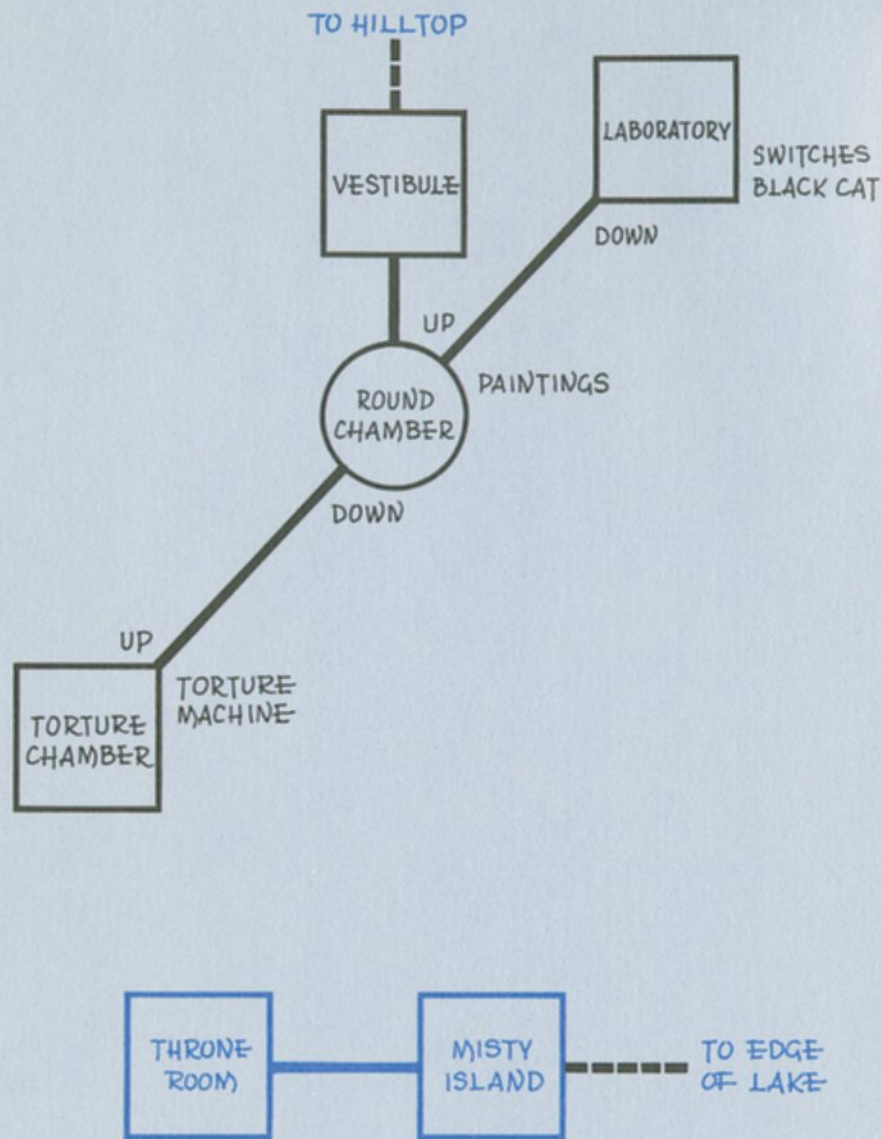 TO HILLTOP
LABORATORY
SWITCHES
BLACK CAT
VESTIBULE
DOWN
UP
PAINTINGS
ROUND
CHAMBER
DOWN
UP
TORTURE
MACHINE
TORTURE
CHAMBER
THRONE
ROOM
MISTY
ISLAND
TO EDGE
OF LAKE